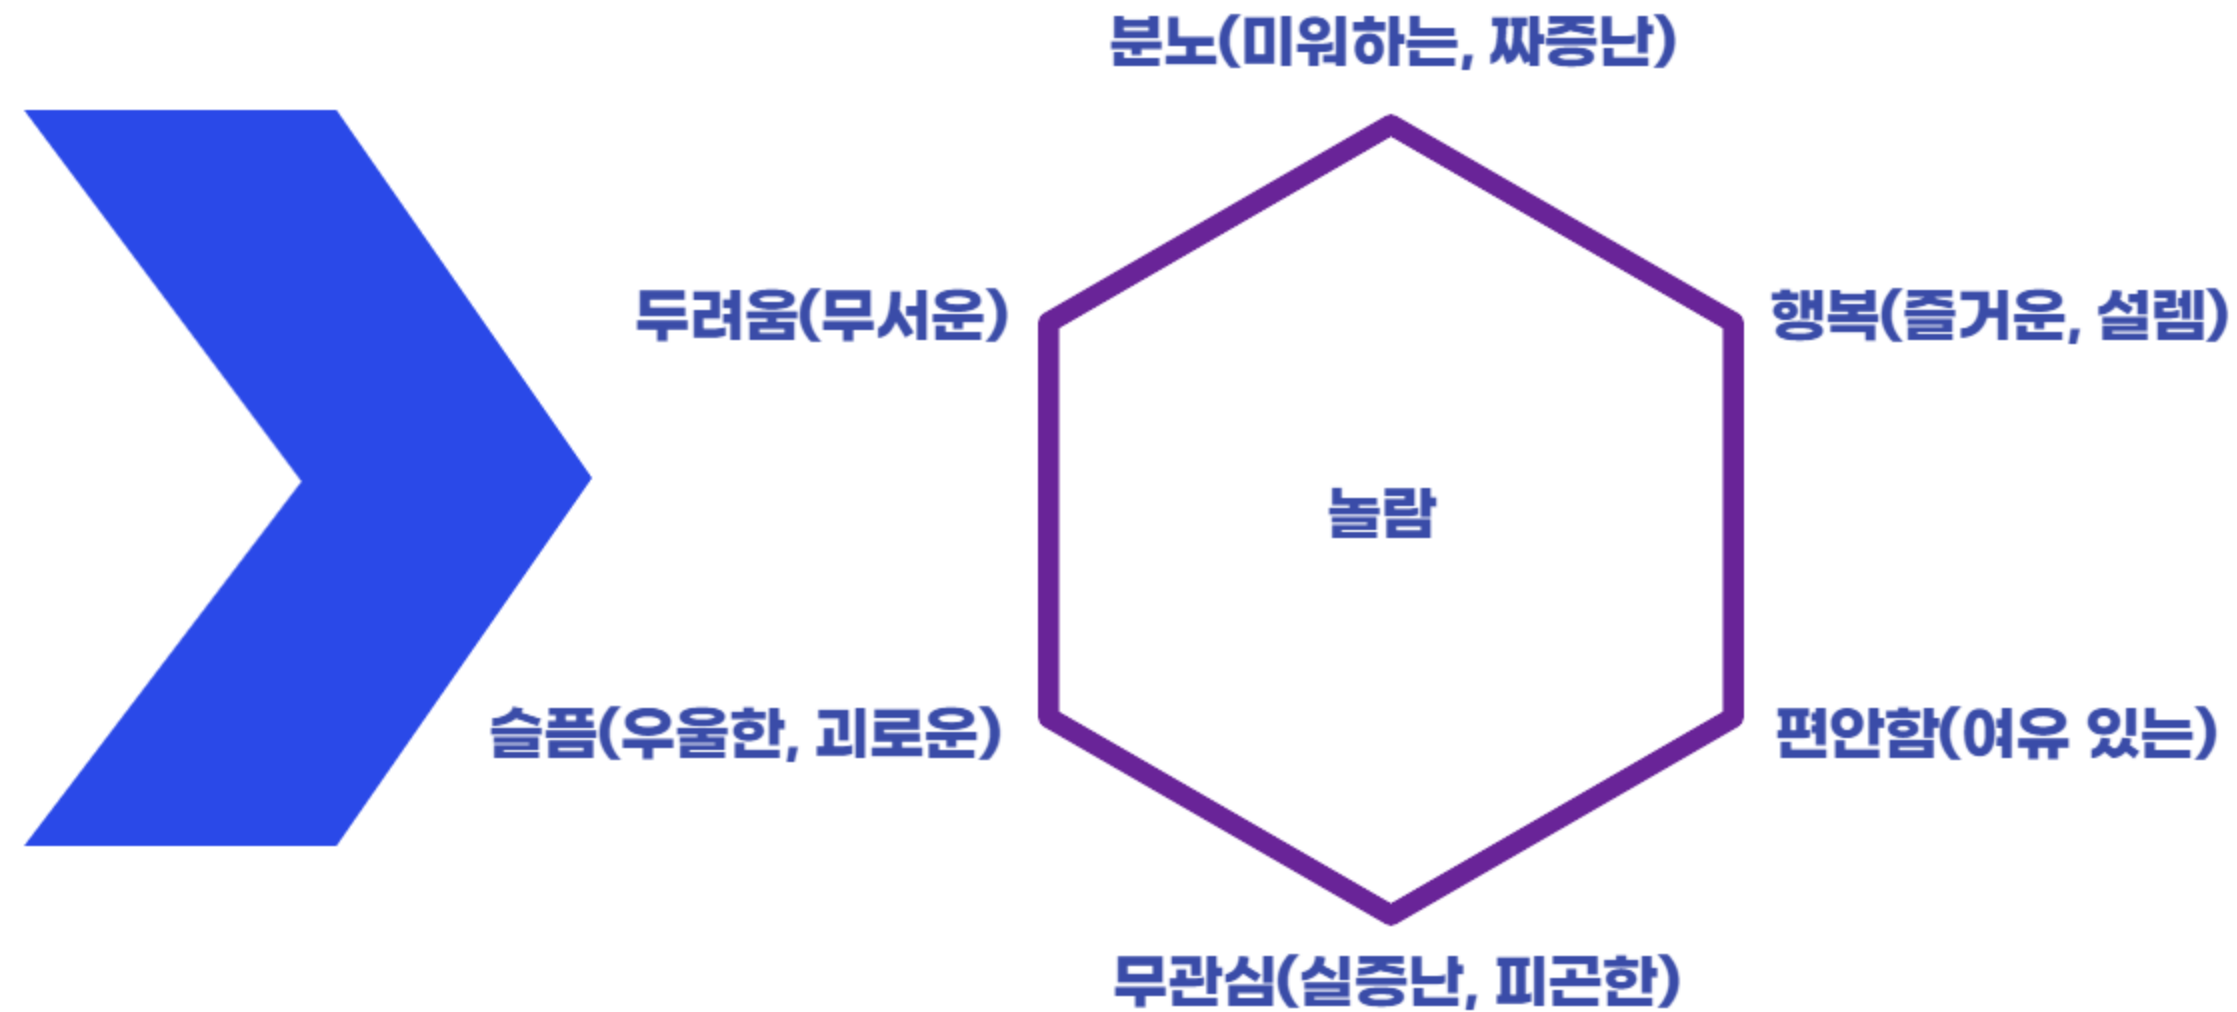 분노(미워하는, 짜증난)
두려움(무서운)
행복(즐거운, 설렘)
놀람
슬픔(우울한, 괴로운)
편안함(여유 있는)
무관심(실증난, 피곤한)